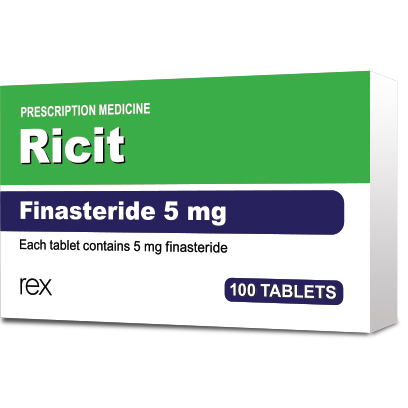 PRESCRIPTION MEDICINE
Ricit
Finasteride 5 mg
Each tablet contains 5 mg finasteride
rex
100 TABLETS